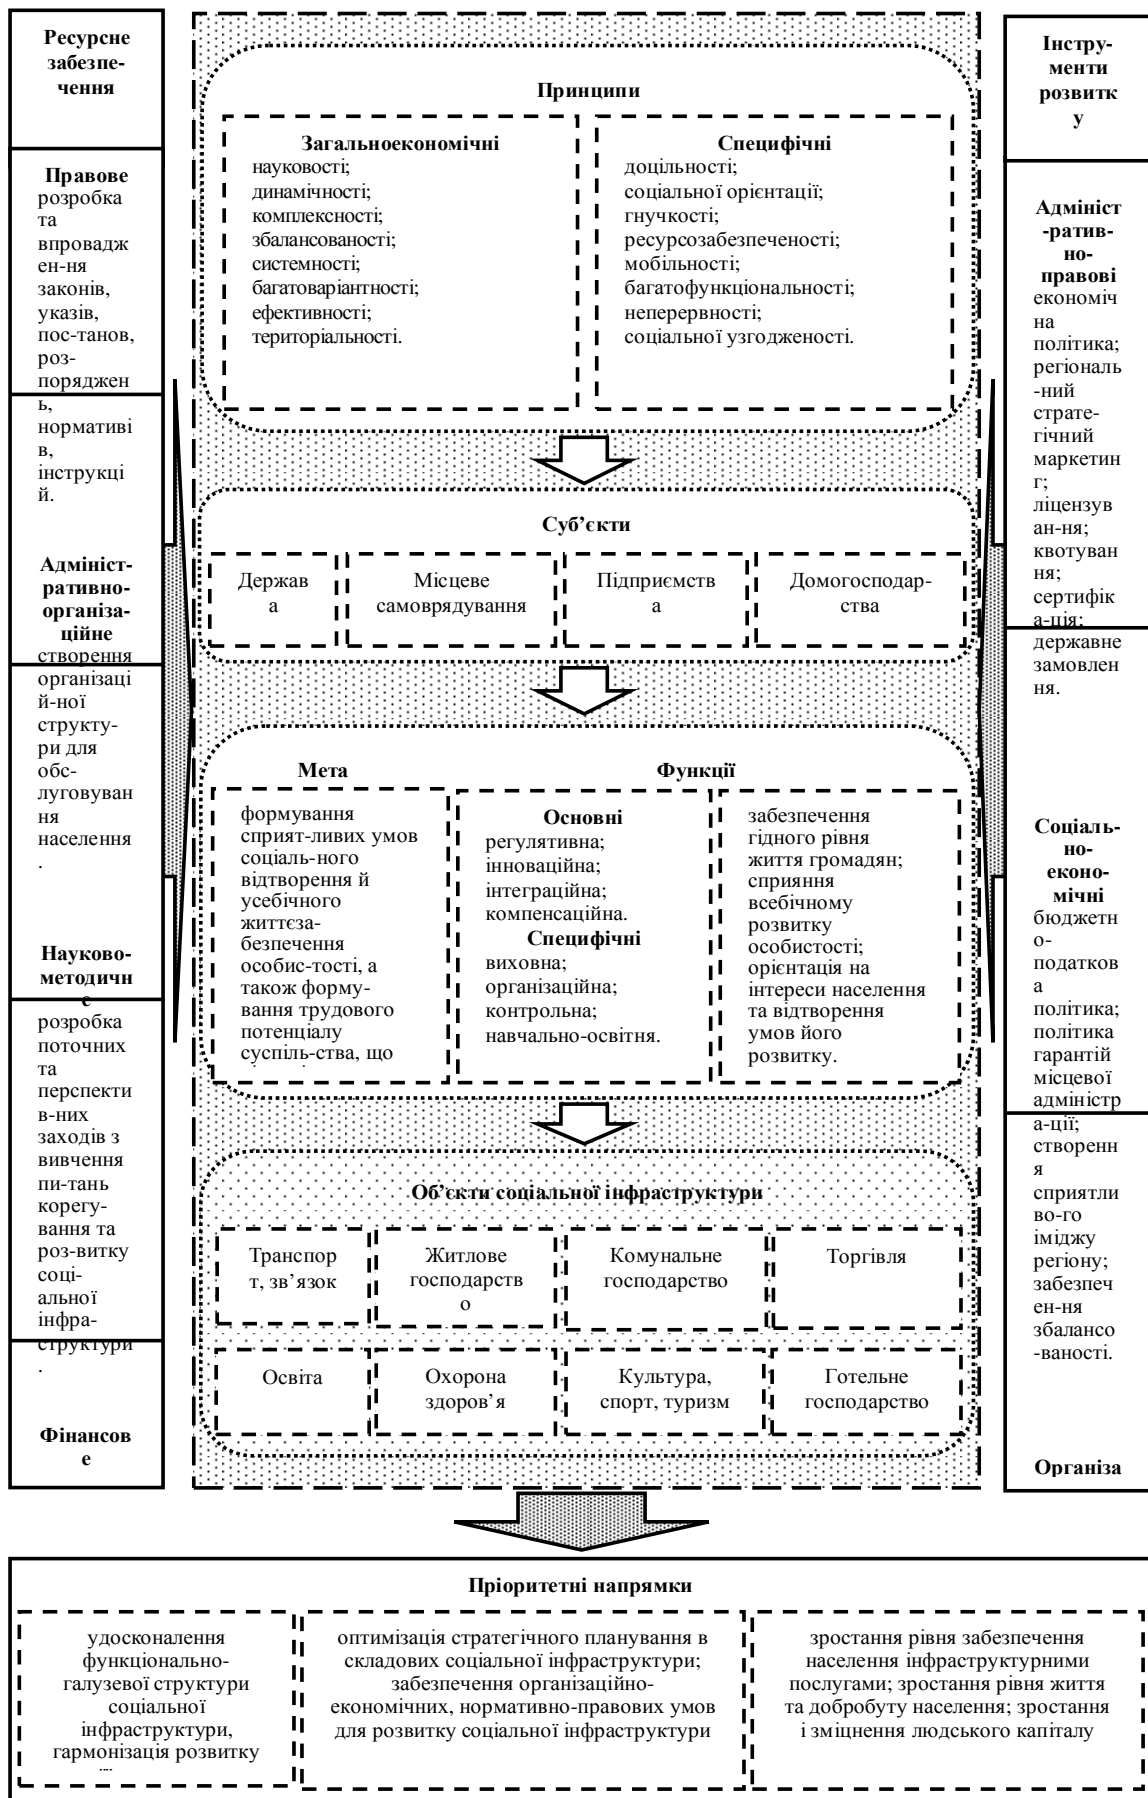 Ресурсне
забезпе-
чення
Правове
розробка
та
впроваджен
ен-ня
законів,
указів,
пос-танов,
роз-
поряджен
ь,
нормативі
в,
інструкці
й.
Адмініст-
ративно-
організа-
ційне
створення
організаці
й-ної
структу-
ри для
обс-
луговуван
ня
населення
.
Науково-
методичн
е
розробка
поточних
та
перспекти
в-них
заходів з
вивчення
пи-тань
корегу-
вання та
роз-витку
соці-
альної
інфра-
структури
.
Фінансов
е
Принципи
Загальноекономічні
науковості;
динамічності;
комплексності;
збалансованості;
системності;
багатоваріантності;
ефективності;
територіальності.
Специфічні
доцільності;
соціальної орієнтації;
гнучкості;
ресурсозабезпеченості;
мобільності;
багатофункціональності;
неперервності;
соціальної узгодженості.
Суб’єкти
Держав
а
Місцеве
самоврядування
Підприємств
а
Домогосподар-
ства
Мета
формування
сприят-ливих умов
соціаль-ного
відтворення й
усебічного
життєза-
безпечення
особис-тості, а
також форму-
вання трудового
потенціалу
суспіль-ства, що
Функції
Основні
регулятивна;
інноваційна;
інтеграційна;
компенсаційна.
Специфічні
виховна;
організаційна;
контрольна;
навчально-освітня.
забезпечення
гідного рівня
життя громадян;
сприяння
всебічному
розвитку
особистості;
орієнтація на
інтереси населення
та відтворення
умов його
розвитку.
Об’єкти соціальної інфраструктури
Транспор
т, зв’язок
Житлове
господарств
о
Комунальне
господарство
Торгівля
Освіта
Охорона
здоров’я
Культура,
спорт, туризм
Готельне
господарство
Інстру-
менти
розвитк
у
Адмініст
-ратив-
но-
правові
економіч
на
політика;
регіональ
-ний
страте-
гічний
маркетин
г;
ліцензув
ан-ня;
квотуван
ня;
сертифік
а-ція;
державне
замовлен
ня.
Соціаль-
но-
еконо-
мічні
бюджетн
о-
податков
а
політика;
політика
гарантій
місцевої
адміністр
а-ції;
створенн
я
сприятли
во-го
іміджу
регіону;
забезпеч
ен-ня
збалансо
-ваності.
Організа
Пріоритетні напрямки
удосконалення
функціонально-
галузевої структури
соціальної
інфраструктури,
гармонізація розвитку
оптимізація стратегічного планування в
складових соціальної інфраструктури;
забезпечення організаційно-
економічних, нормативно-правових умов
для розвитку соціальної інфраструктури
зростання рівня забезпечення
населення інфраструктурними
послугами; зростання рівня життя
та добробуту населення; зростання
і зміцнення людського капіталу